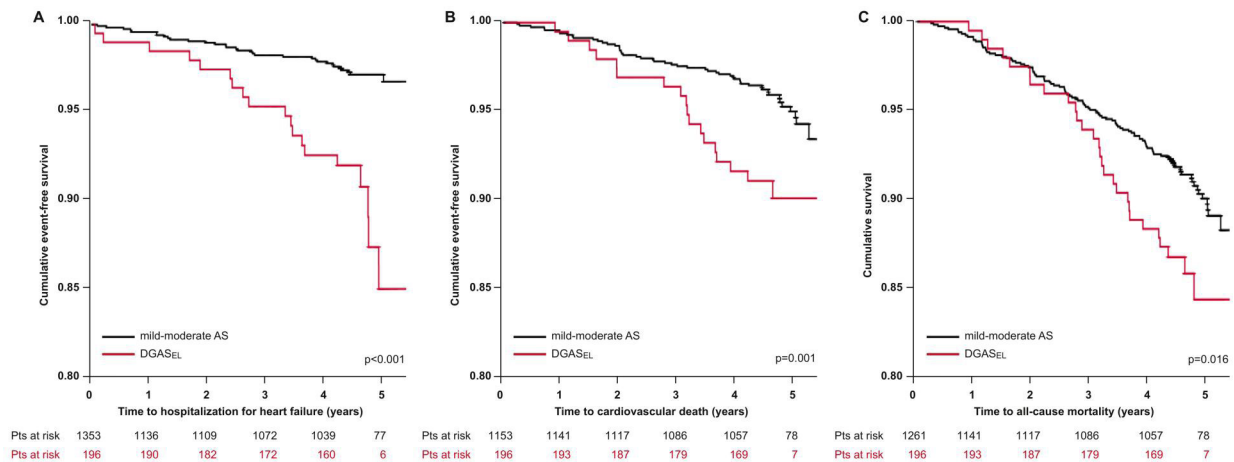 A
Cumulative event-free survival
1.00
0.95
0.90
0.85
0.80
mild-moderate AS
DGASEL
p<0.001
0 1 2 3 4 5
Time to hospitalization for heart failure (years)
Pts at risk 1353 1136 1109 1072 1039 77
Pts at risk 196 190 182 172 160 6
B
Cumulative event-free survival
1.00
0.95
0.90
0.85
0.80
mild-moderate AS
DGASEL
p=0.001
0 1 2 3 4 5
Time to cardiovascular death (years)
Pts at risk 1153 1141 1117 1086 1057 78
Pts at risk 196 193 187 179 169 7
C
Cumulative survival
1.00
0.95
0.90
0.85
0.80
mild-moderate AS
DGASEL
p=0.016
0 1 2 3 4 5
Time to all-cause mortality (years)
Pts at risk 1261 1141 1117 1086 1057 78
Pts at risk 196 193 187 179 169 7